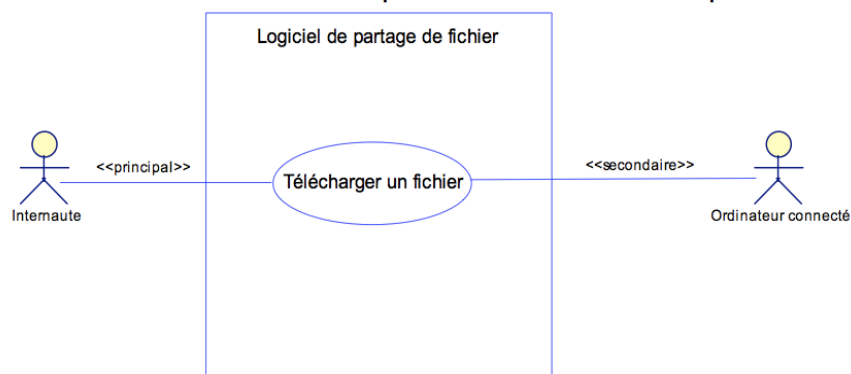 Logiciel de partage de fichier
<<principal>>
<<secondaire>>
Télécharger un fichier
Internaute
Ordinateur connecté